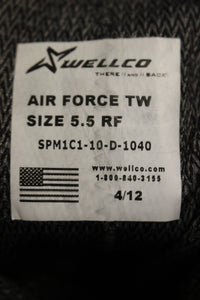 WELLCO
THERE AND BACK
AIR FORCE TW
SIZE 5.5 RF
SPM1C1-10-D-1040
www.wellco.com
1-800-840-3155
4/12